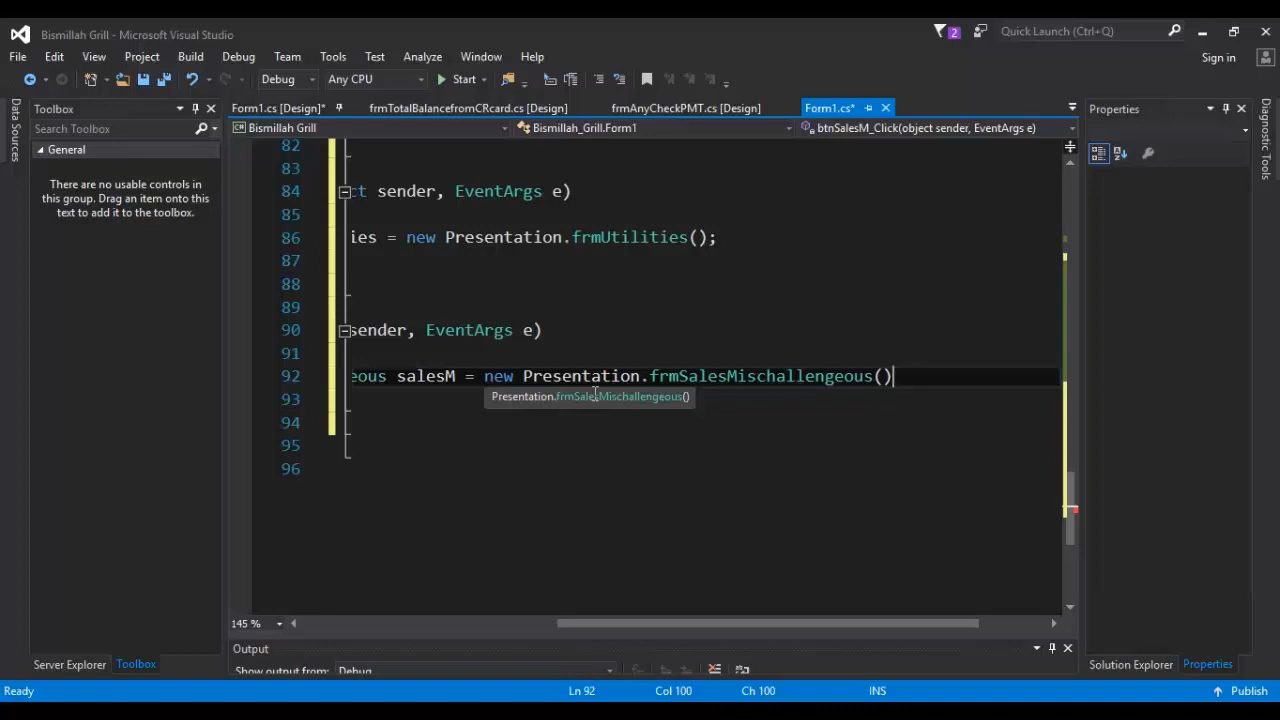 Bismillah Grill - Microsoft Visual Studio
2
Quick Launch (Ctrl+Q)
File Edit View Project Build Debug Team Tools Test Analyze Window Help
Sign in
Debug Any CPU Start
Data Sources
Toolbox
Form1.cs [Design]* frmTotalBalancefromCRcard.cs [Design] frmAnyCheckPMT.cs [Design] Form1.cs*
Properties
Diagnostic Tools
Search Toolbox
Bismillah Grill Bismillah_Grill.Form1 btnSalesM_Click(object sender, EventArgs e)
General
There are no usable controls in
this group. Drag an item onto this
text to add it to the toolbox.
82
83
84 ct sender, EventArgs e)
85
86 ies = new Presentation.frmUtilities();
87
88
89
90 sender, EventArgs e)
91
92 eous salesM = new Presentation.frmSalesMischallengeous()
93 Presentation.frmSalesMischallengeous()
94
95
96
145 %
Output
Show output from: Debug
Server Explorer Toolbox
Solution Explorer Properties
Ready Ln 92 Col 100 Ch 100 INS Publish